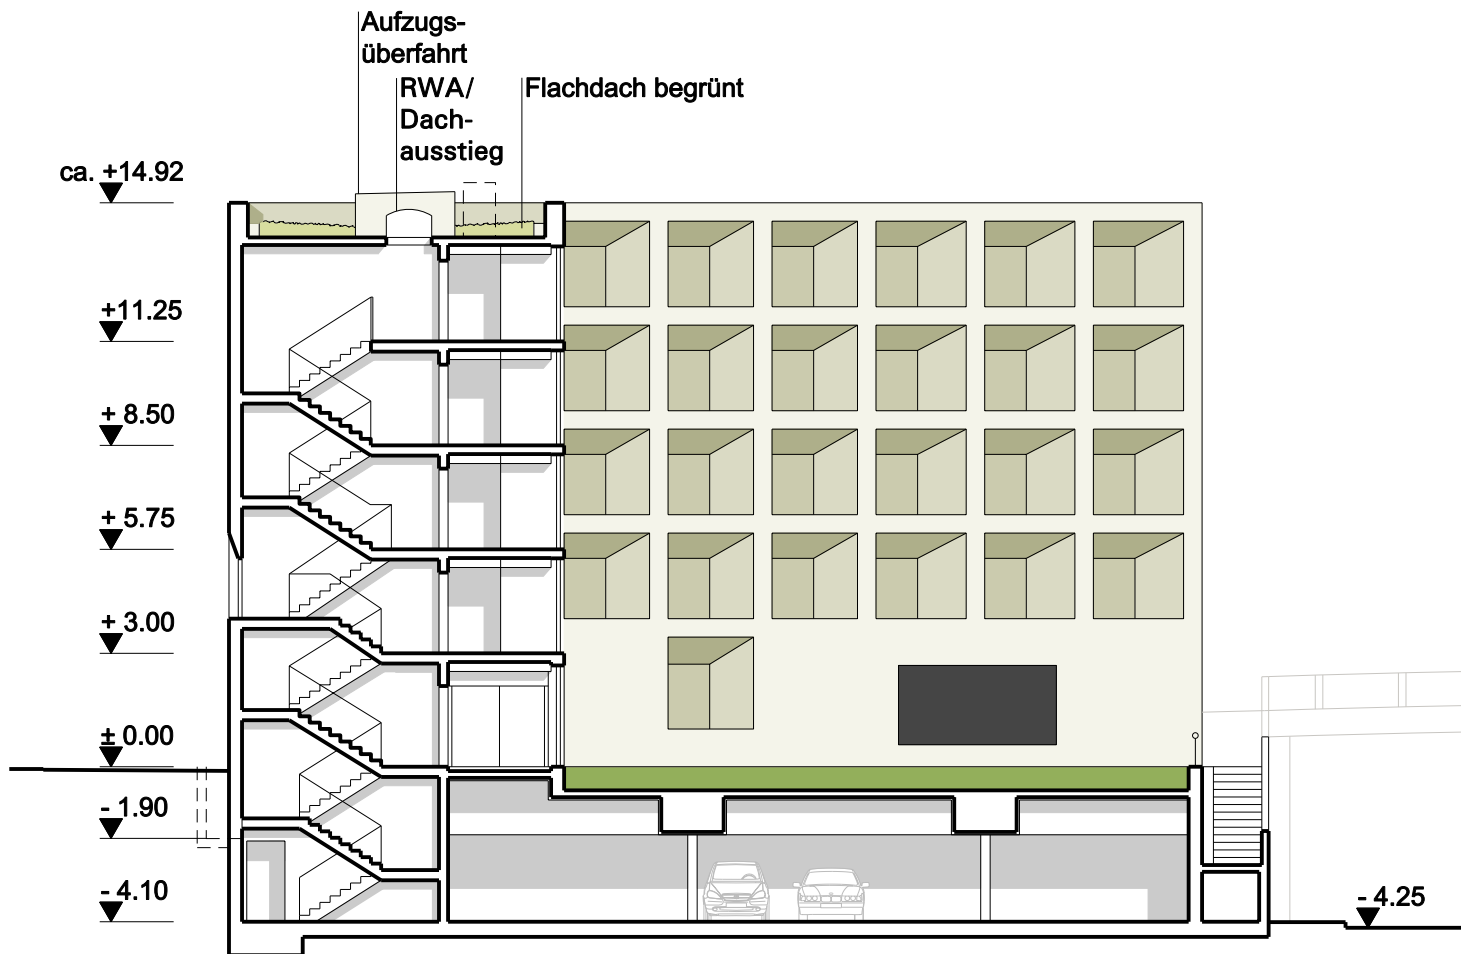 Aufzugs-
überfahrt
RWA/
Dach-
ausstieg
Flachdach begrünt
ca. +14.92
+11.25
+ 8.50
+ 5.75
+ 3.00
± 0.00
- 1.90
- 4.10
- 4.25